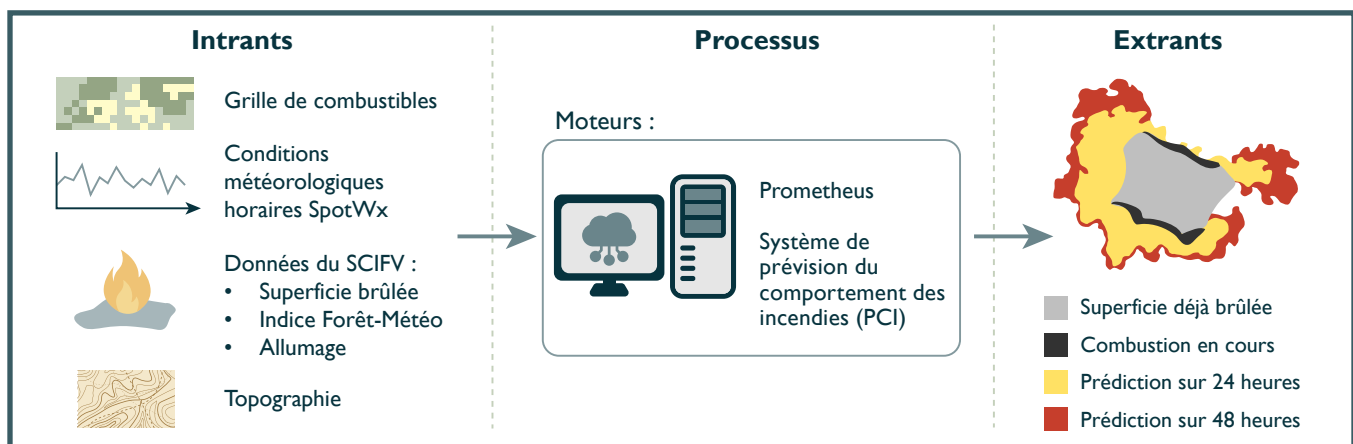 Intrants
Grille de combustibles
Conditions
météorologiques
horaires SpotWx
Données du SCIFV :
• Superficie brûlée
• Indice Forêt-Météo
• Allumage
Topographie
Processus
Moteurs :
Prometheus
Système de
prévision du
comportement des
incendies (PCI)
Extrants
Superficie déjà brûlée
Combustion en cours
Prédiction sur 24 heures
Prédiction sur 48 heures